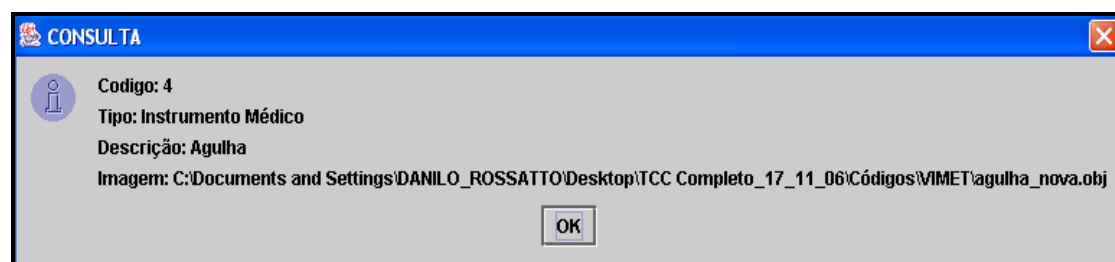 CONSULTA
Codigo: 4
Tipo: Instrumento Médico
Descrição: Agulha
Imagem: C:\Documents and Settings\DANILO_ROSSATTO\Desktop\TCC Completo_17_11_06\Códigos\VIMET\agulha_nova.obj
OK